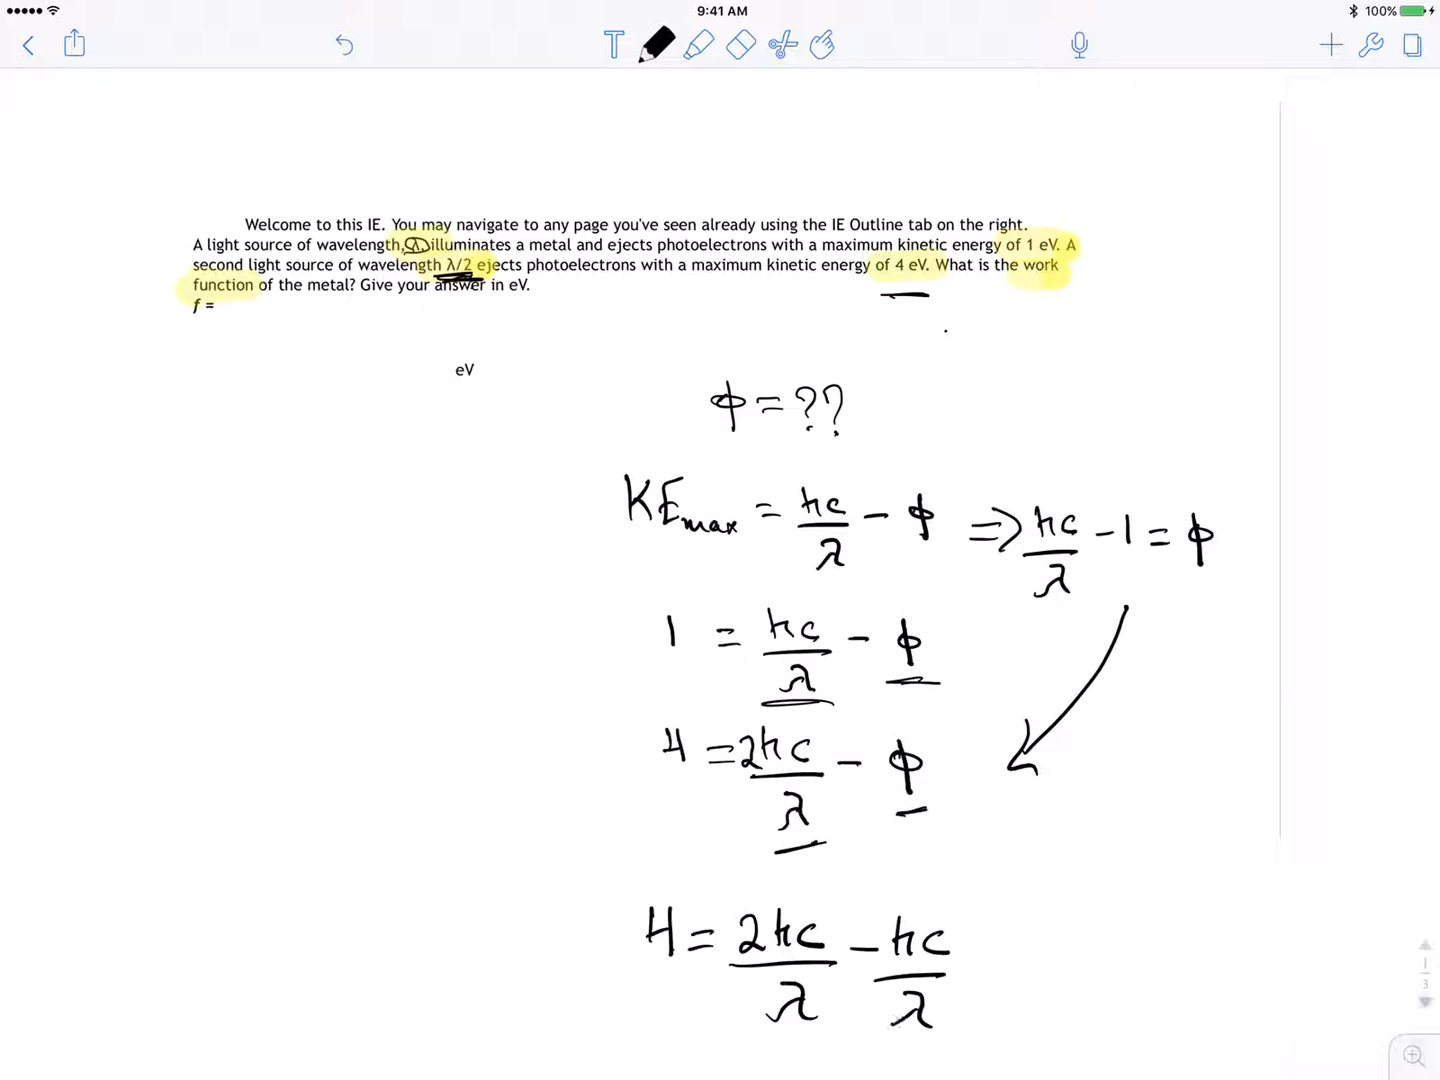 9:41 AM
100%
T
Welcome to this IE. You may navigate to any page you've seen already using the IE Outline tab on the right.
A light source of wavelength, λ, illuminates a metal and ejects photoelectrons with a maximum kinetic energy of 1 eV. A
second light source of wavelength λ/2 ejects photoelectrons with a maximum kinetic energy of 4 eV. What is the work
function of the metal? Give your answer in eV.
f =
eV
ϕ = ??
KEmax = hc/λ - ϕ => hc/λ - 1 = ϕ
1 = hc/λ - ϕ
4 = 2hc/λ - ϕ
4 = 2hc/λ - hc/λ
1
3